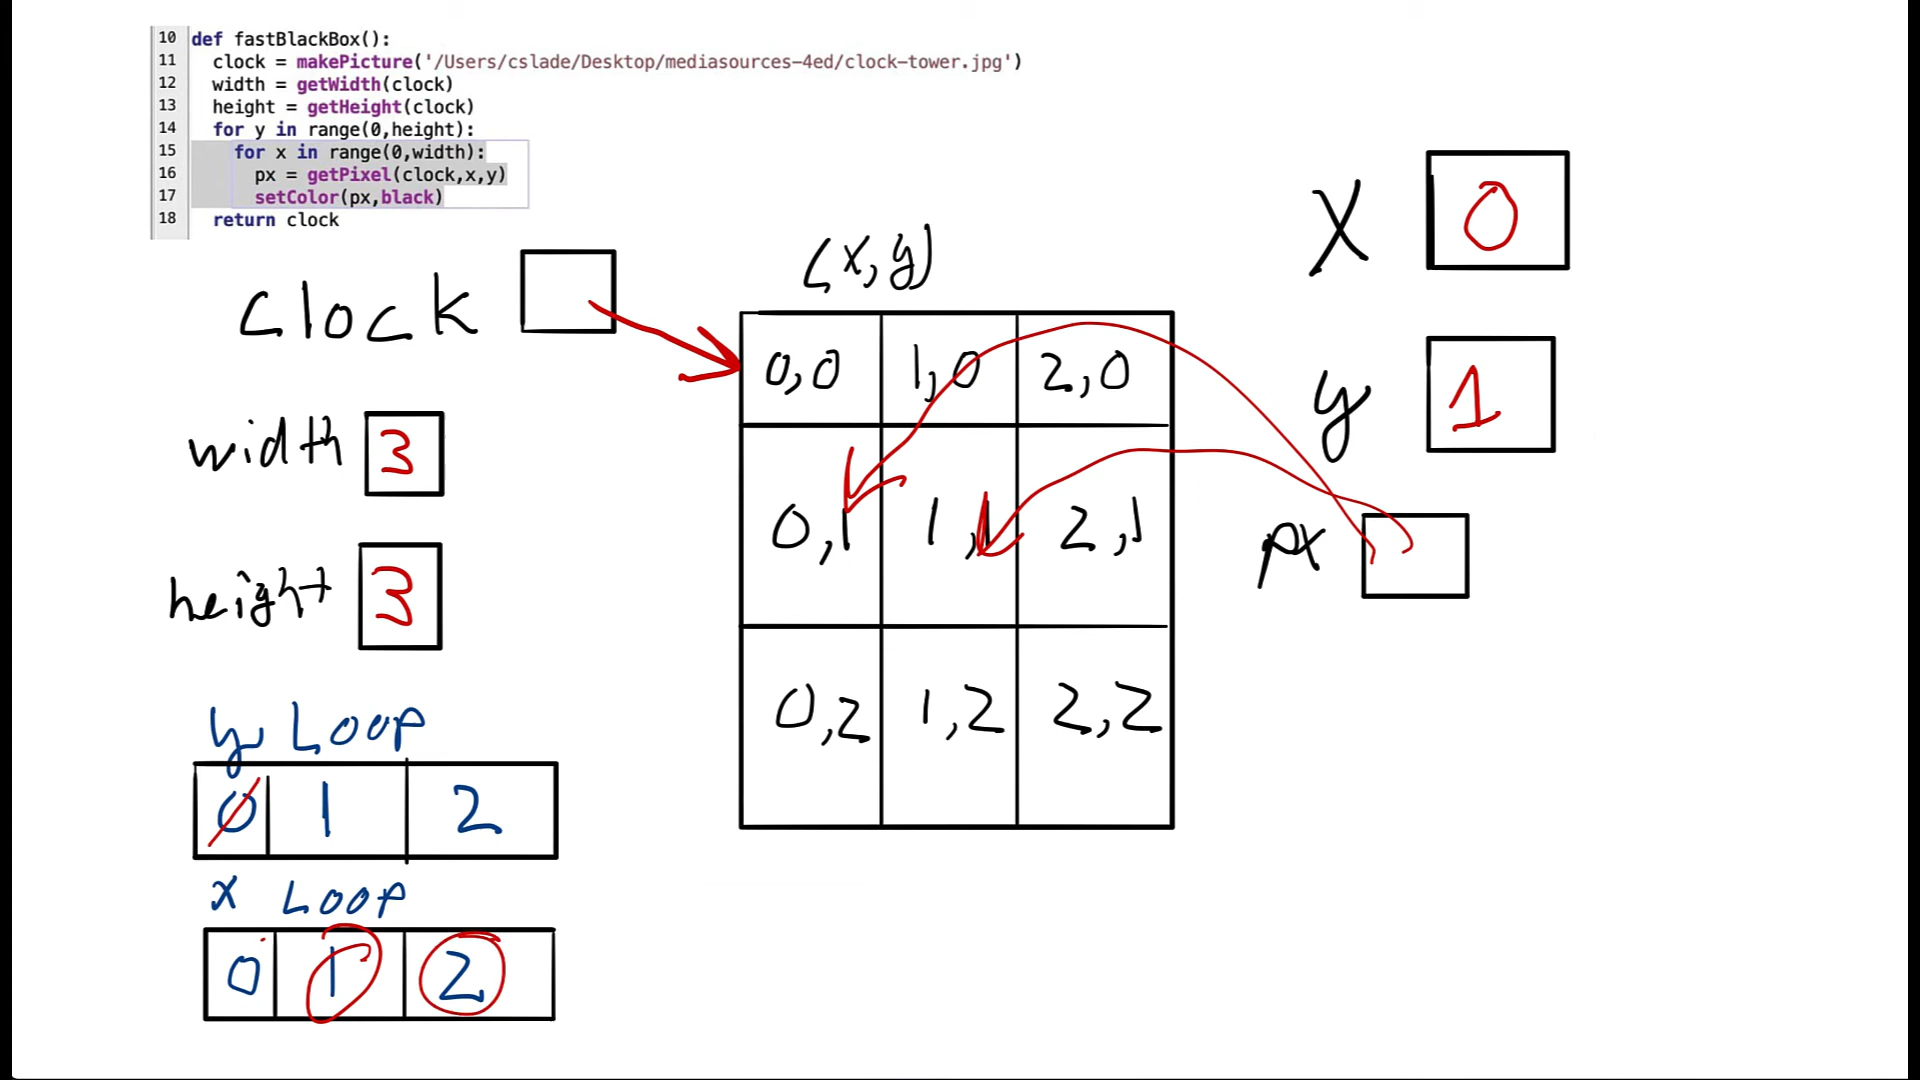 10 def fastBlackBox():
11 clock = makePicture('/Users/cslade/Desktop/mediasources-4ed/clock-tower.jpg')
12 width = getWidth(clock)
13 height = getHeight(clock)
14 for y in range(0,height):
15 for x in range(0,width):
16 px = getPixel(clock,x,y)
17 setColor(px,black)
18 return clock
(x,y)
clock
width 3
height 3
0,0 1,0 2,0
0,1 1,1 2,1
0,2 1,2 2,2
X 0
y 1
px
y Loop
0 1 2
x Loop
0 1 2